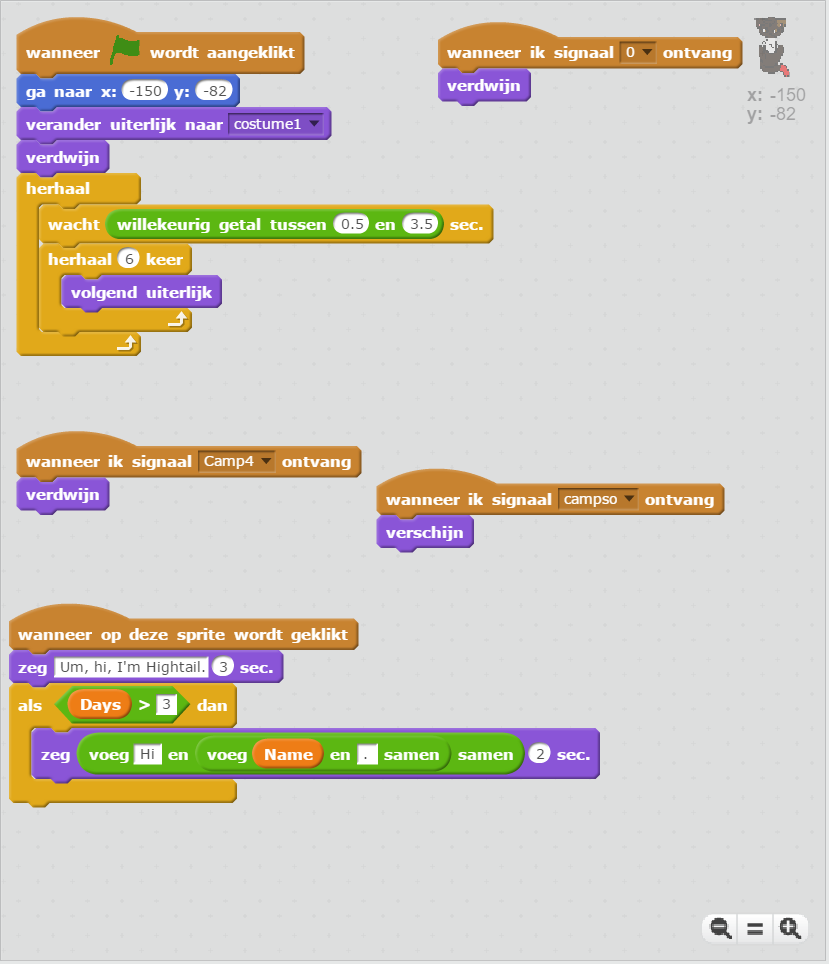 wanneer wordt aangeklikt
ga naar x: -150 y: -82
verander uiterlijk naar costume1
verdwijn
herhaal
wacht willekeurig getal tussen 0.5 en 3.5 sec.
herhaal 6 keer
volgend uiterlijk
wanneer ik signaal 0 ontvang
verdwijn
x: -150
y: -82
wanneer ik signaal Camp4 ontvang
verdwijn
wanneer ik signaal campso ontvang
verschijn
wanneer op deze sprite wordt geklikt
zeg Um, hi, I'm Hightail. 3 sec.
als Days > 3 dan
zeg voeg Hi en voeg Name en . samen samen 2 sec.